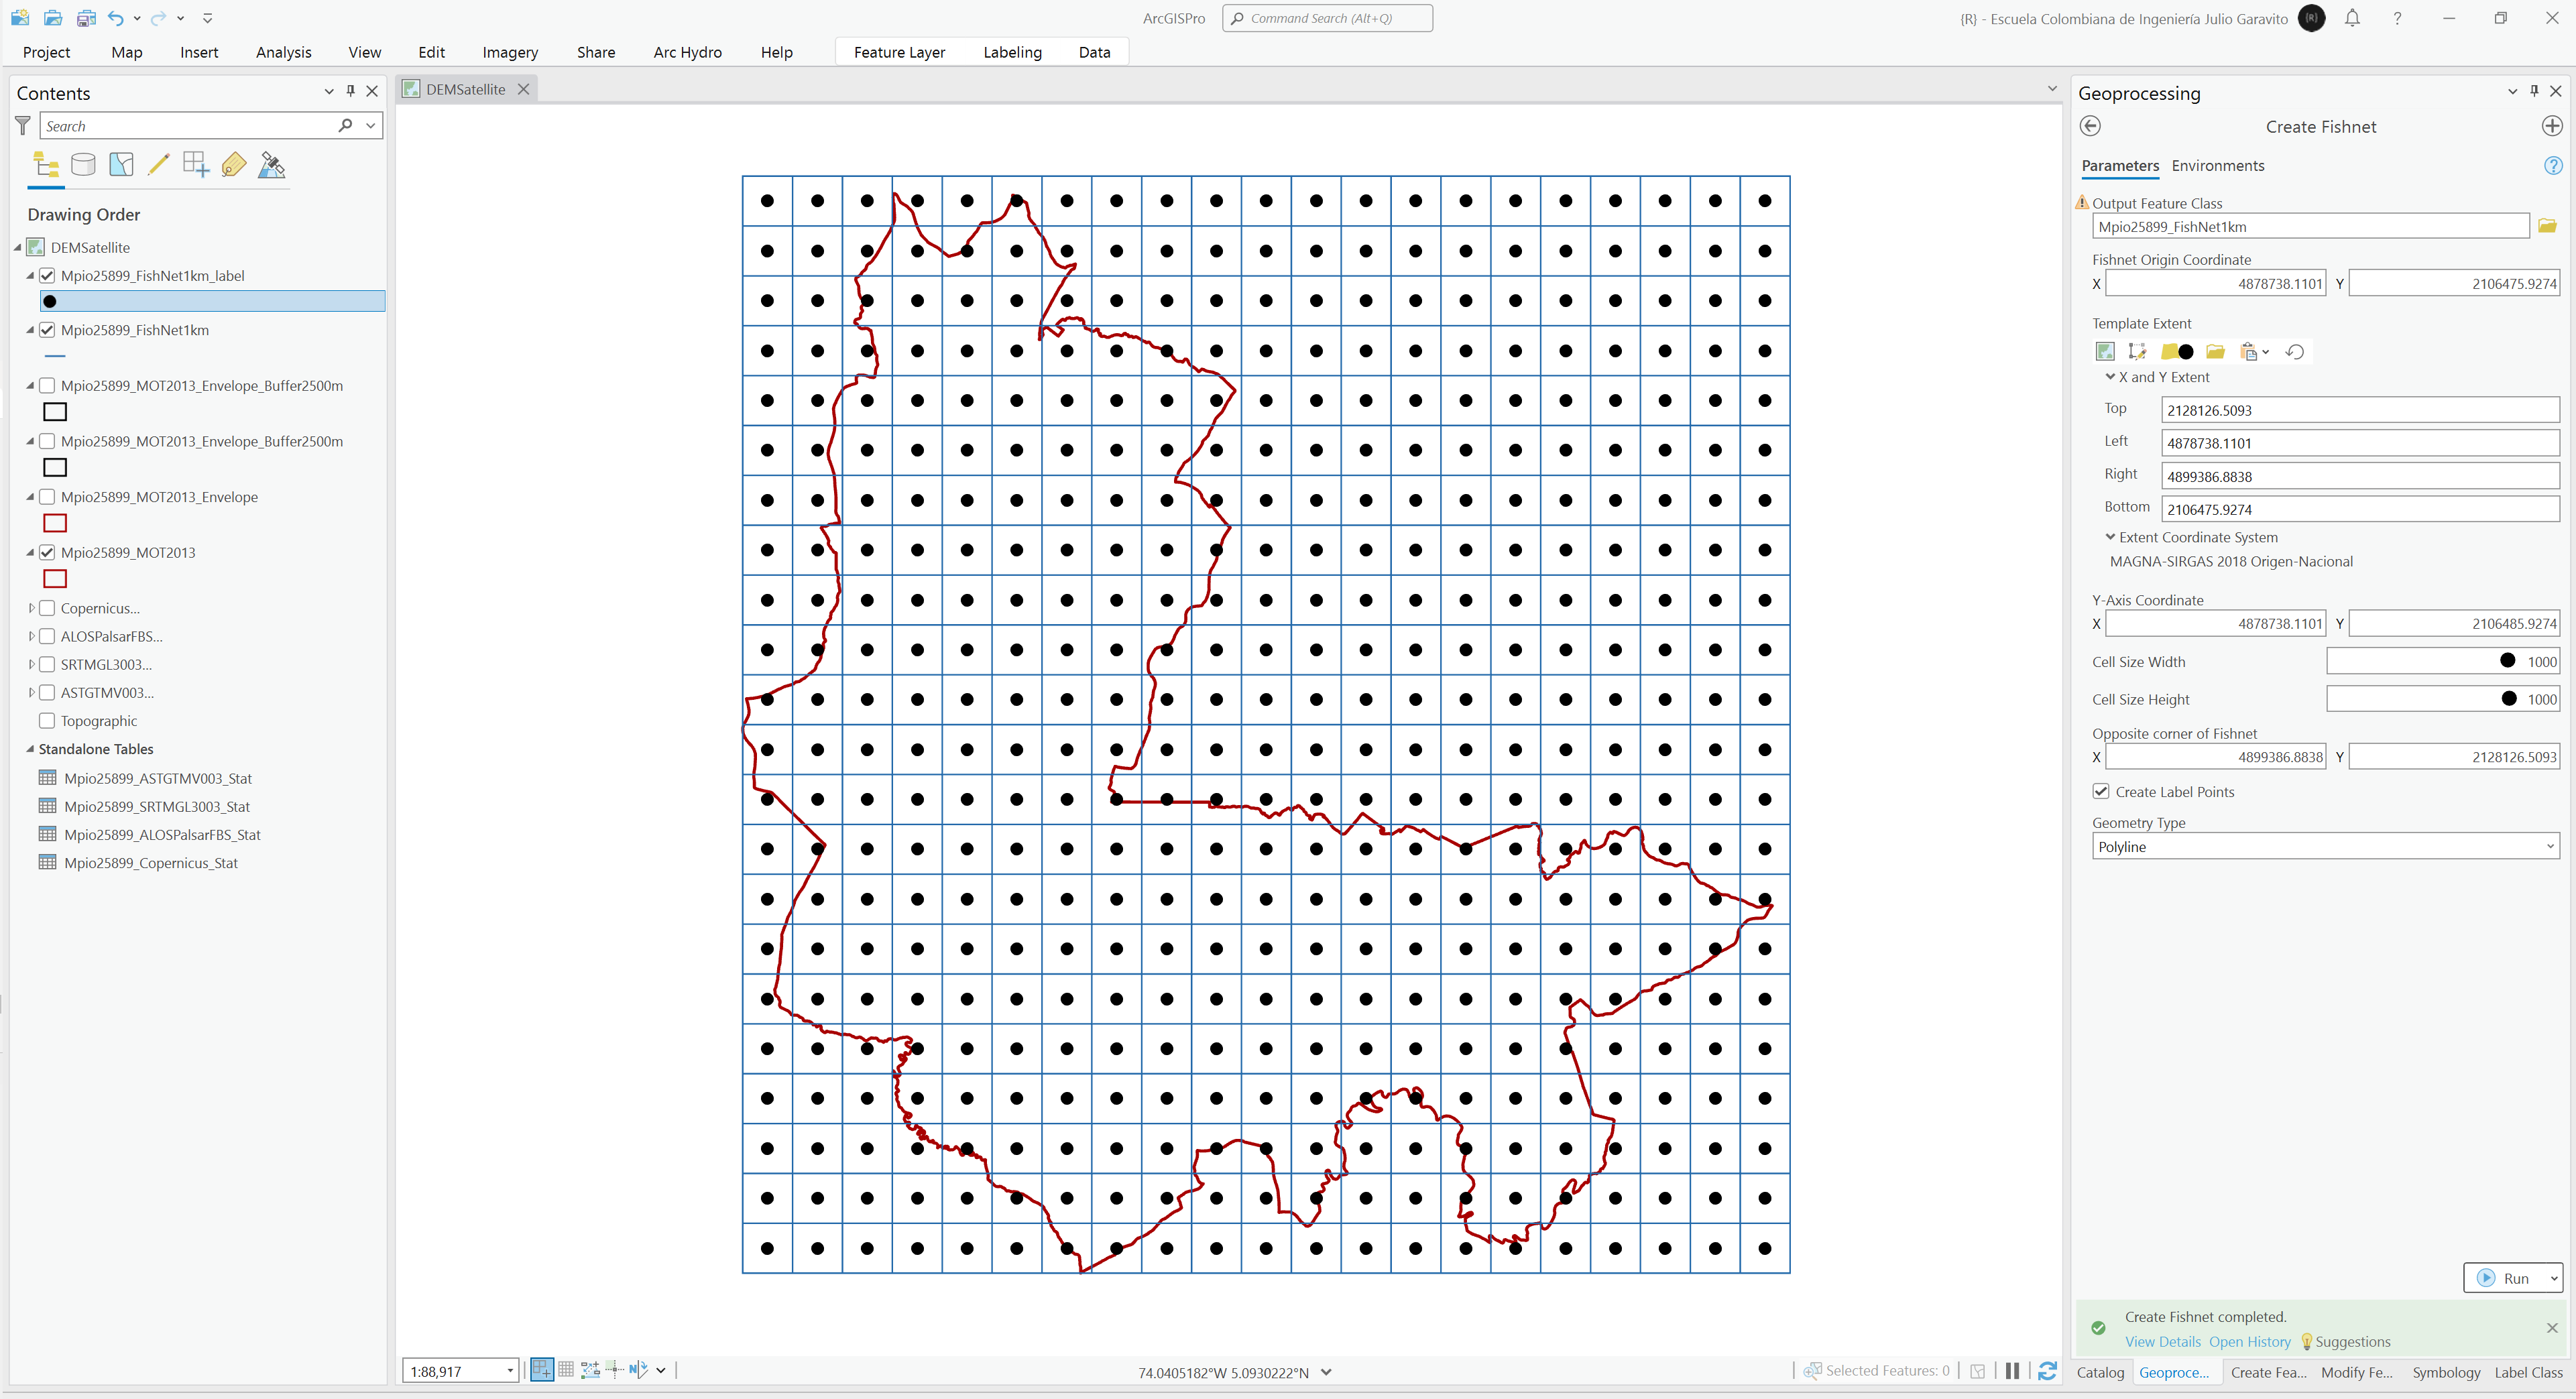 ArcGISPro
Command Search (Alt+Q)
{R} - Escuela Colombiana de Ingeniería Julio Garavito
{R}
?
Project Map Insert Analysis View Edit Imagery Share Arc Hydro Help Feature Layer Labeling Data
Contents
Search
Drawing Order
DEMSatellite
Mpio25899_FishNet1km_label
Mpio25899_FishNet1km
Mpio25899_MOT2013_Envelope_Buffer2500m
Mpio25899_MOT2013_Envelope_Buffer2500m
Mpio25899_MOT2013_Envelope
Mpio25899_MOT2013
Copernicus...
ALOSPalsarFBS...
SRTMGL3003...
ASTGTMV003...
Topographic
Standalone Tables
Mpio25899_ASTGTMV003_Stat
Mpio25899_SRTMGL3003_Stat
Mpio25899_ALOSPalsarFBS_Stat
Mpio25899_Copernicus_Stat
DEMSatellite
1:88,917
N
74.0405182°W 5.0930222°N
Selected Features: 0
Geoprocessing
Create Fishnet
Parameters Environments
?
Output Feature Class
Mpio25899_FishNet1km
Fishnet Origin Coordinate
X 4878738.1101 Y 2106475.9274
Template Extent
X and Y Extent
Top 2128126.5093
Left 4878738.1101
Right 4899386.8838
Bottom 2106475.9274
Extent Coordinate System
MAGNA-SIRGAS 2018 Origen-Nacional
Y-Axis Coordinate
X 4878738.1101 Y 2106485.9274
Cell Size Width 1000
Cell Size Height 1000
Opposite corner of Fishnet
X 4899386.8838 Y 2128126.5093
Create Label Points
Geometry Type
Polyline
Run
Create Fishnet completed.
View Details Open History Suggestions
Catalog Geoproce... Create Fea... Modify Fe... Symbology Label Class